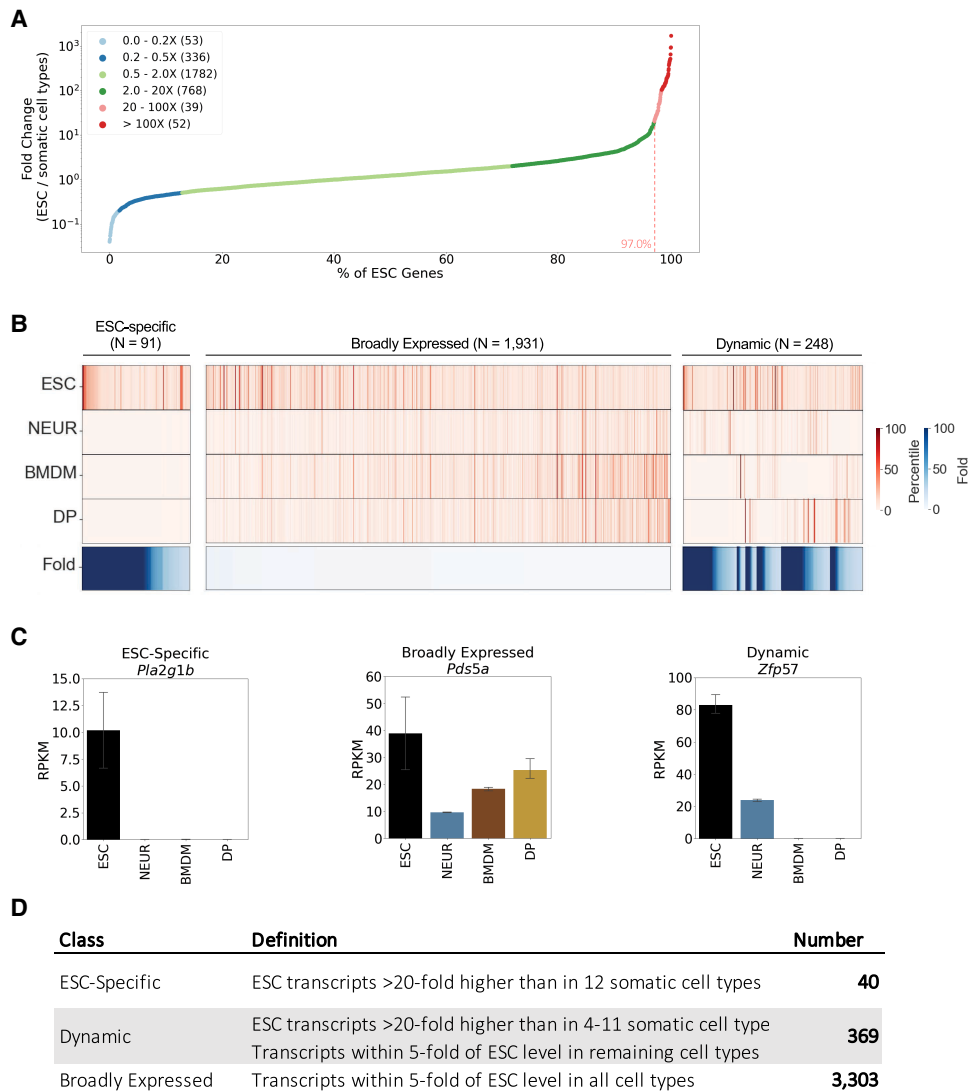 A
Fold Change
(ESC / somatic cell types)
10³
10²
10¹
10⁰
10⁻¹
0.0 - 0.2X (53)
0.2 - 0.5X (336)
0.5 - 2.0X (1782)
2.0 - 20X (768)
20 - 100X (39)
> 100X (52)
97.0%
0 20 40 60 80 100
% of ESC Genes
B
ESC-specific
(N = 91)
Broadly Expressed (N = 1,931)
Dynamic (N = 248)
ESC
NEUR
BMDM
DP
Fold
100
50
0
Percentile
100
50
0
Fold
C
ESC-Specific
Pla2g1b
RPKM
15.0
12.5
10.0
7.5
5.0
2.5
0.0
ESC NEUR BMDM DP
Broadly Expressed
Pds5a
RPKM
60
50
40
30
20
10
0
ESC NEUR BMDM DP
Dynamic
Zfp57
RPKM
100
80
60
40
20
0
ESC NEUR BMDM DP
D
Class Definition Number
ESC-Specific ESC transcripts >20-fold higher than in 12 somatic cell types 40
Dynamic ESC transcripts >20-fold higher than in 4-11 somatic cell type 369
Transcripts within 5-fold of ESC level in remaining cell types
Broadly Expressed Transcripts within 5-fold of ESC level in all cell types 3,303